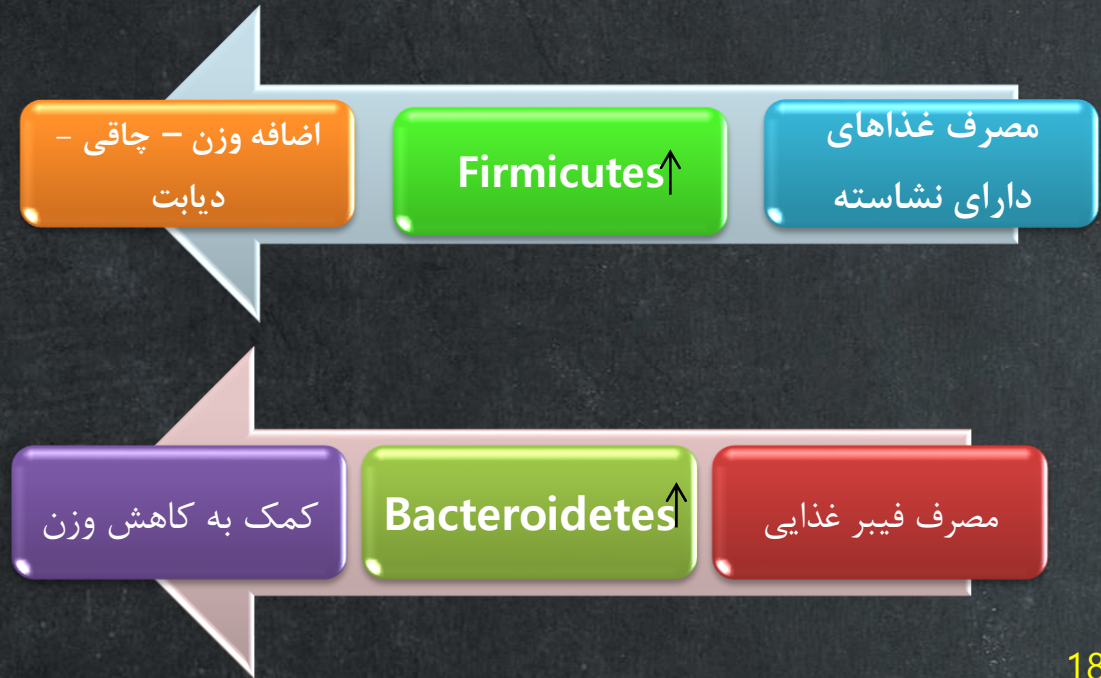 مصرف غذاهای
دارای نشاسته
Firmicutes↑
اضافه وزن – چاقی –
دیابت
مصرف فیبر غذایی
Bacteroidetes↑
کمک به کاهش وزن
18